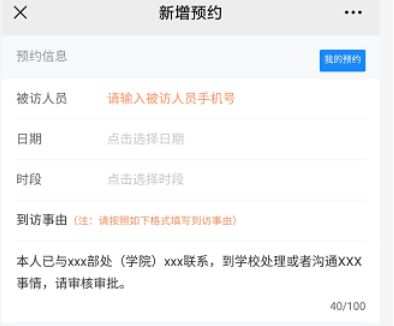 新增预约
预约信息
我的预约
被访人员 请输入被访人员手机号
日期 点击选择日期
时段 点击选择时段
到访事由（注：请按照如下格式填写到访事由）
本人已与xxx部处（学院）xxx联系，到学校处理或者沟通XXX
事情，请审核审批。
40/100